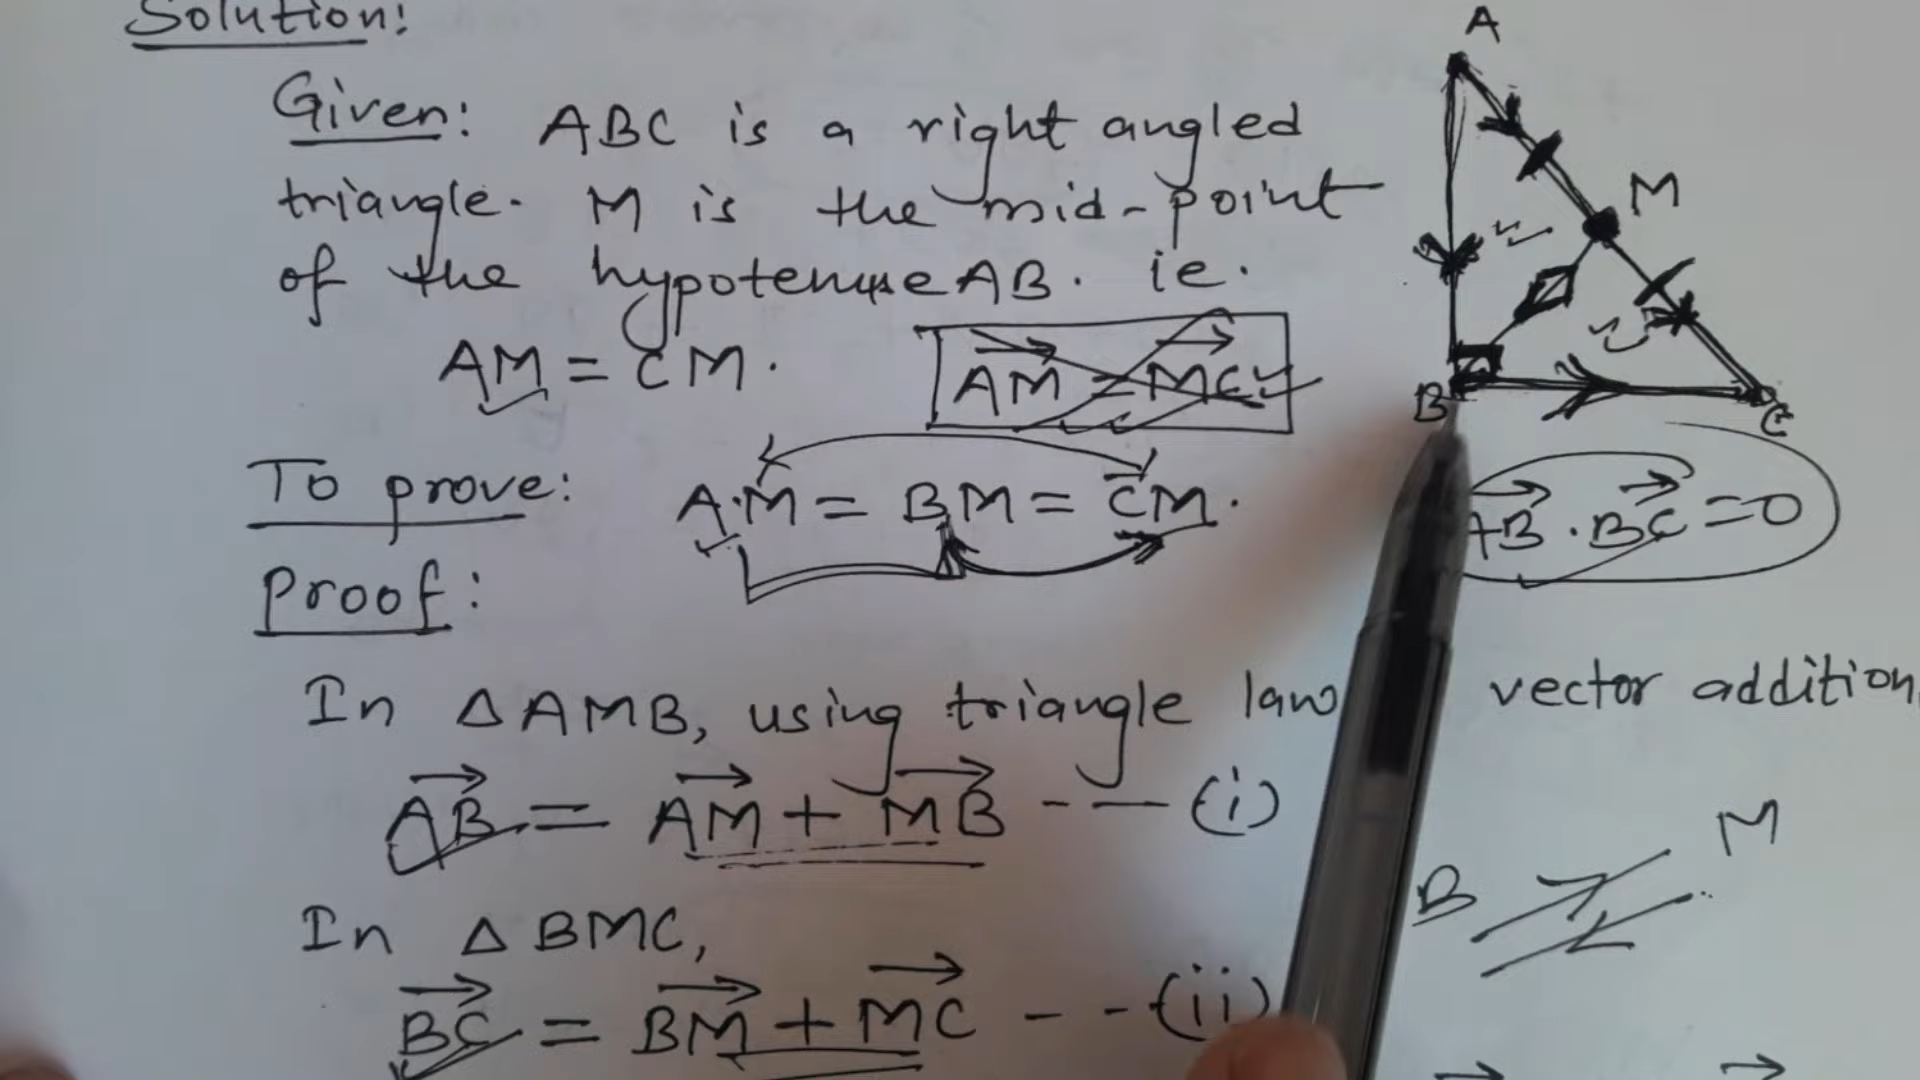 Solution:
Given: ABC is a right angled
triangle. M is the mid-point
of the hypotenuse AB. ie.
AM = CM.
AM = MC
To prove: AM = BM = CM.
Proof:
In △AMB, using triangle law vector addition,
AB = AM + MB - - - (i)
In △BMC,
BC = BM + MC - - - (ii)
A
M
B
C
AB · BC = 0
B M